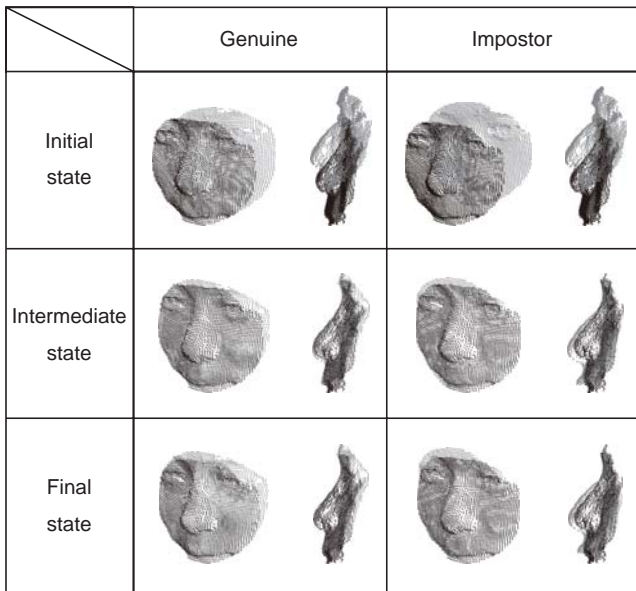 Genuine
Impostor
Initial
state
Intermediate
state
Final
state